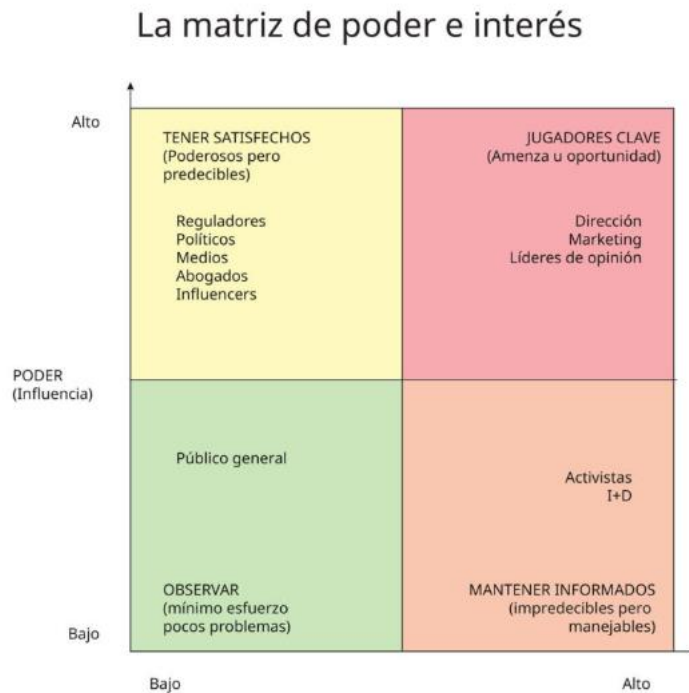 La matriz de poder e interés
Alto
TENER SATISFECHOS
(Poderosos pero
predecibles)
Reguladores
Políticos
Medios
Abogados
Influencers
JUGADORES CLAVE
(Amenza u oportunidad)
Dirección
Marketing
Líderes de opinión
PODER
(Influencia)
Público general
OBSERVAR
(mínimo esfuerzo
pocos problemas)
Activistas
I+D
MANTENER INFORMADOS
(impredecibles pero
manejables)
Bajo
Bajo
Alto